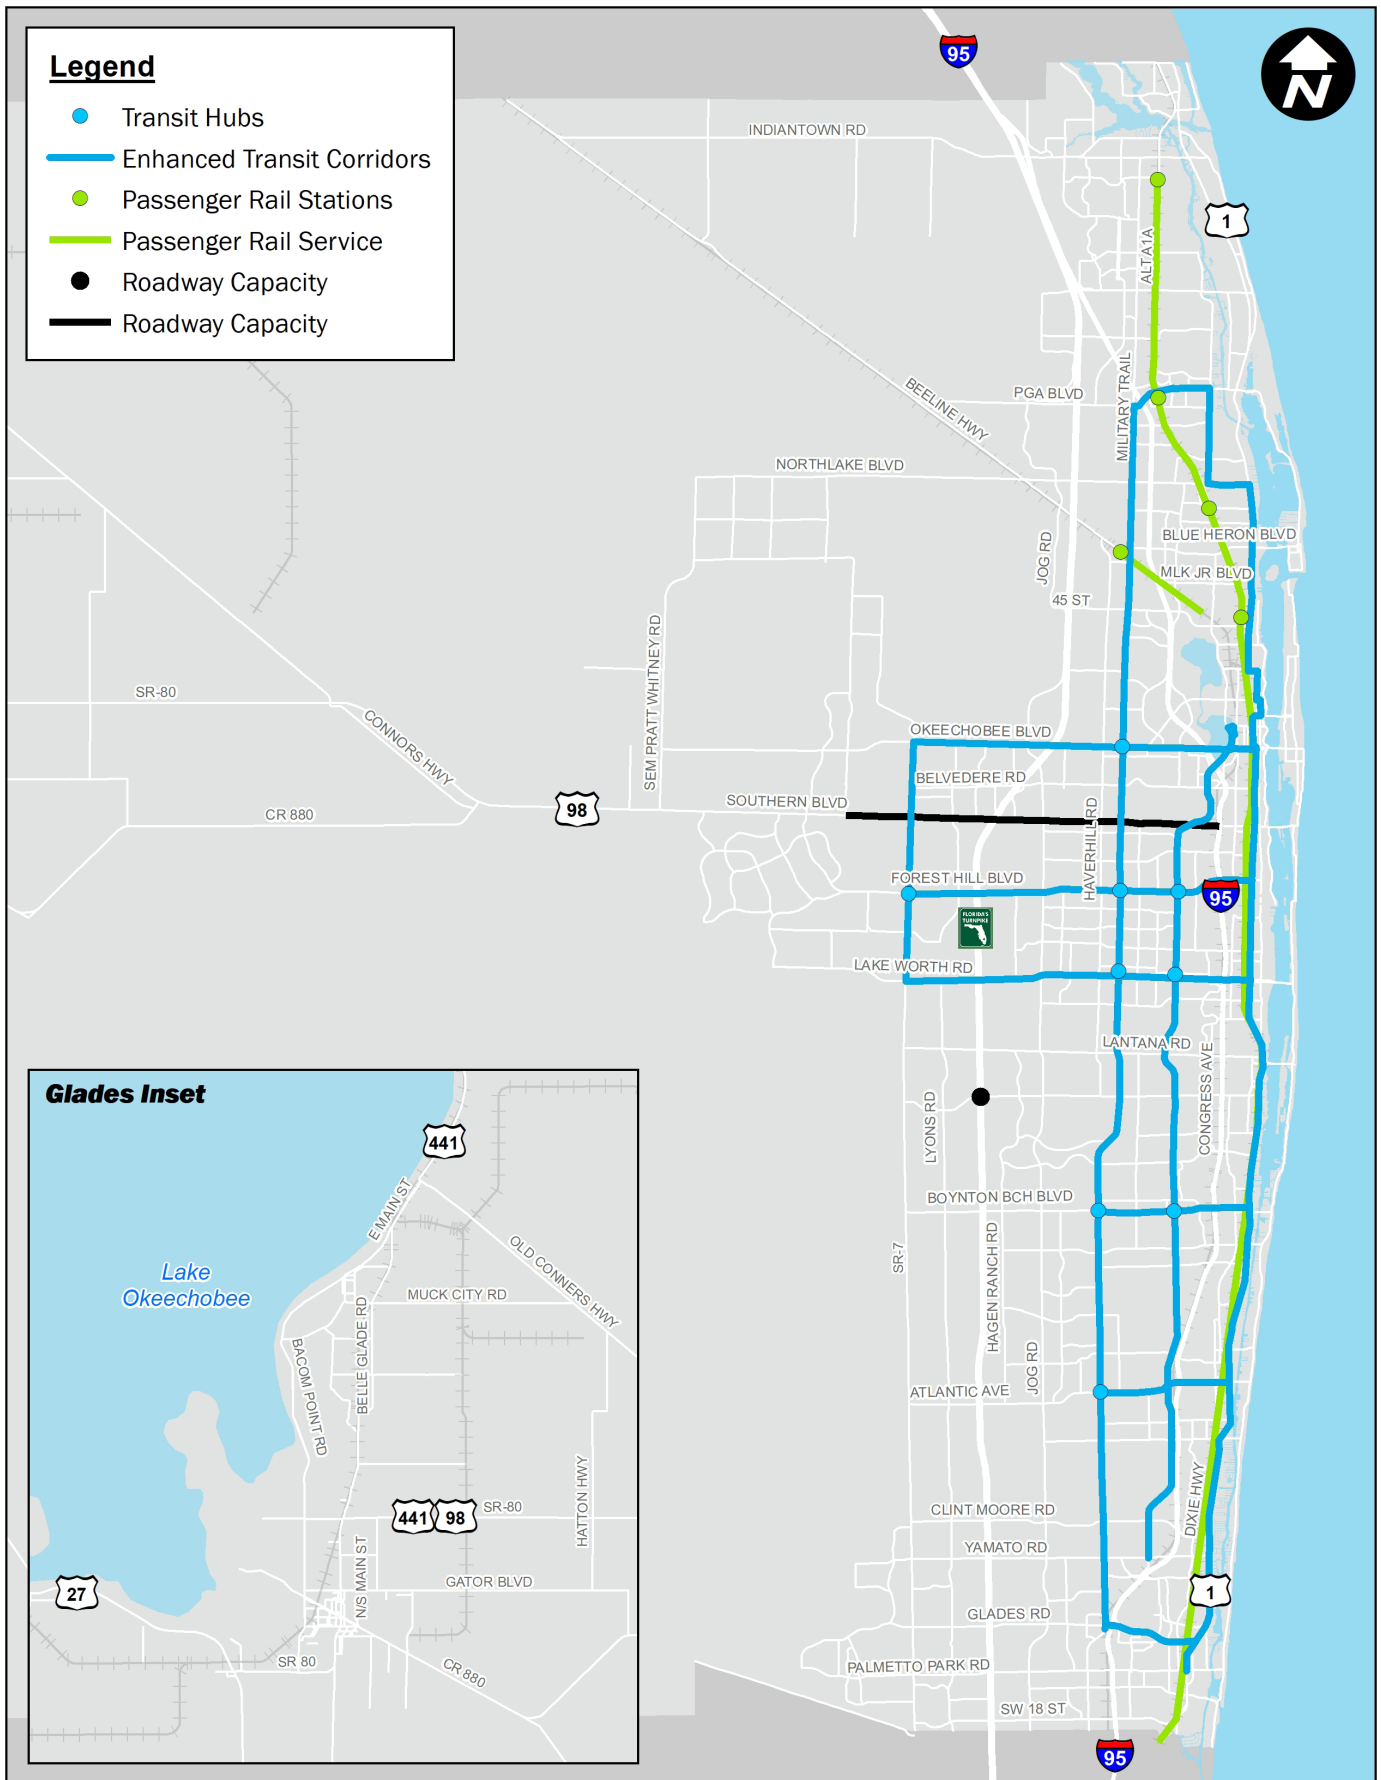 Legend
Transit Hubs
Enhanced Transit Corridors
Passenger Rail Stations
Passenger Rail Service
Roadway Capacity
Roadway Capacity
95
N
INDIANTOWN RD
1
ALT A1A
MILITARY TRAIL
PGA BLVD
BEELINE HWY
NORTHLAKE BLVD
BLUE HERON BLVD
JOG RD
MLK JR BLVD
45 ST
SEM PRATT WHITNEY RD
SR-80
CONNORS HWY
OKEECHOBEE BLVD
BELVEDERE RD
98
SOUTHERN BLVD
CR 880
HAVERHILL RD
FOREST HILL BLVD
95
FLORIDA'S
TURNPIKE
LAKE WORTH RD
LANTANA RD
CONGRESS AVE
LYONS RD
BOYNTON BCH BLVD
SR-7
HAGEN RANCH RD
JOG RD
ATLANTIC AVE
DIXIE HWY
CLINT MOORE RD
YAMATO RD
1
GLADES RD
PALMETTO PARK RD
SW 18 ST
95
Glades Inset
441
E MAIN ST
OLD CONNERS HWY
Lake
Okeechobee
MUCK CITY RD
BELLE GLADE RD
BACOM POINT RD
HATTON HWY
441
98
SR-80
N/S MAIN ST
GATOR BLVD
27
SR 80
CR 880